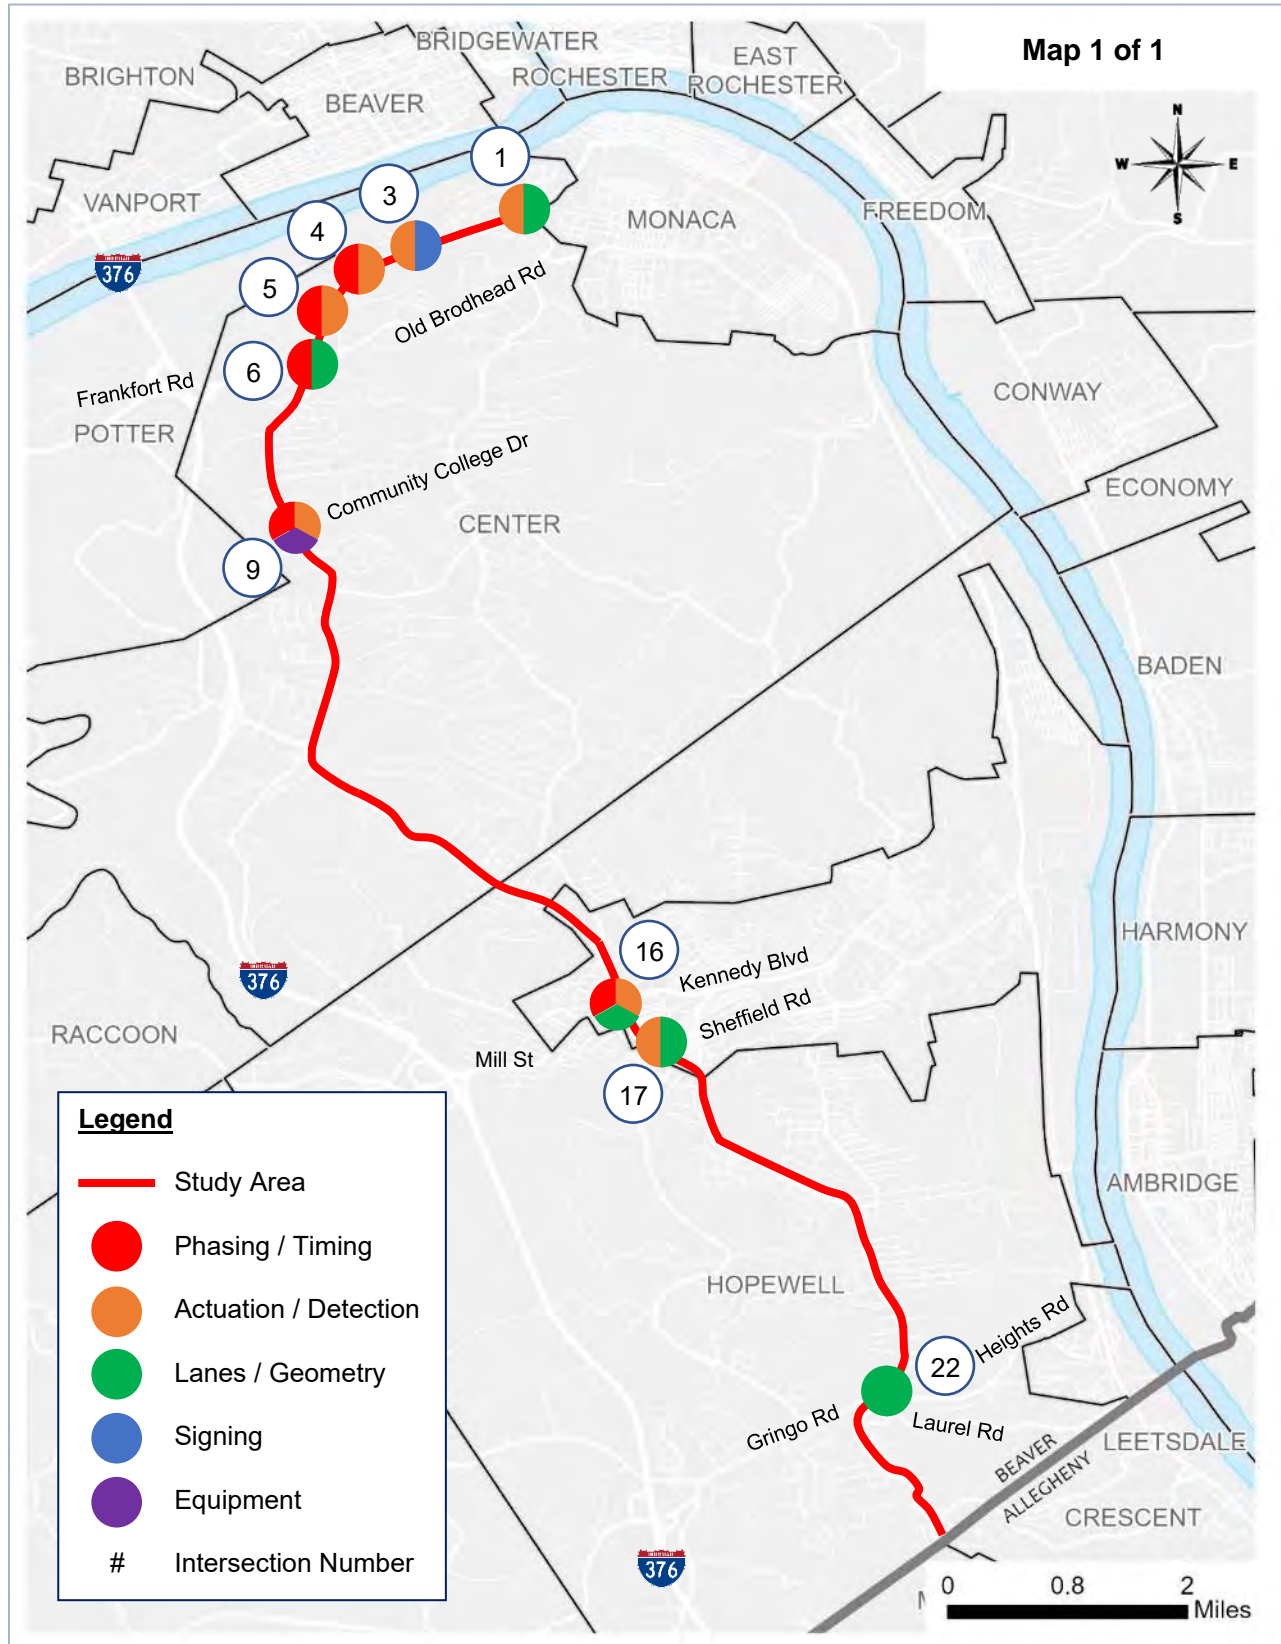 Map 1 of 1
BRIDGEWATER
BRIGHTON
ROCHESTER
EAST
ROCHESTER
BEAVER
N
W E
S
1
VANPORT
3
MONACA
FREEDOM
4
376
5
Old Brodhead Rd
6
Frankfort Rd
CONWAY
POTTER
Community College Dr
ECONOMY
CENTER
9
BADEN
HARMONY
16
Kennedy Blvd
376
Sheffield Rd
RACCOON
Mill St
17
AMBRIDGE
HOPEWELL
Heights Rd
22
Gringo Rd
Laurel Rd
LEETSDALE
BEAVER
ALLEGHENY
CRESCENT
376
Legend
Study Area
Phasing / Timing
Actuation / Detection
Lanes / Geometry
Signing
Equipment
# Intersection Number
0 0.8 2
Miles